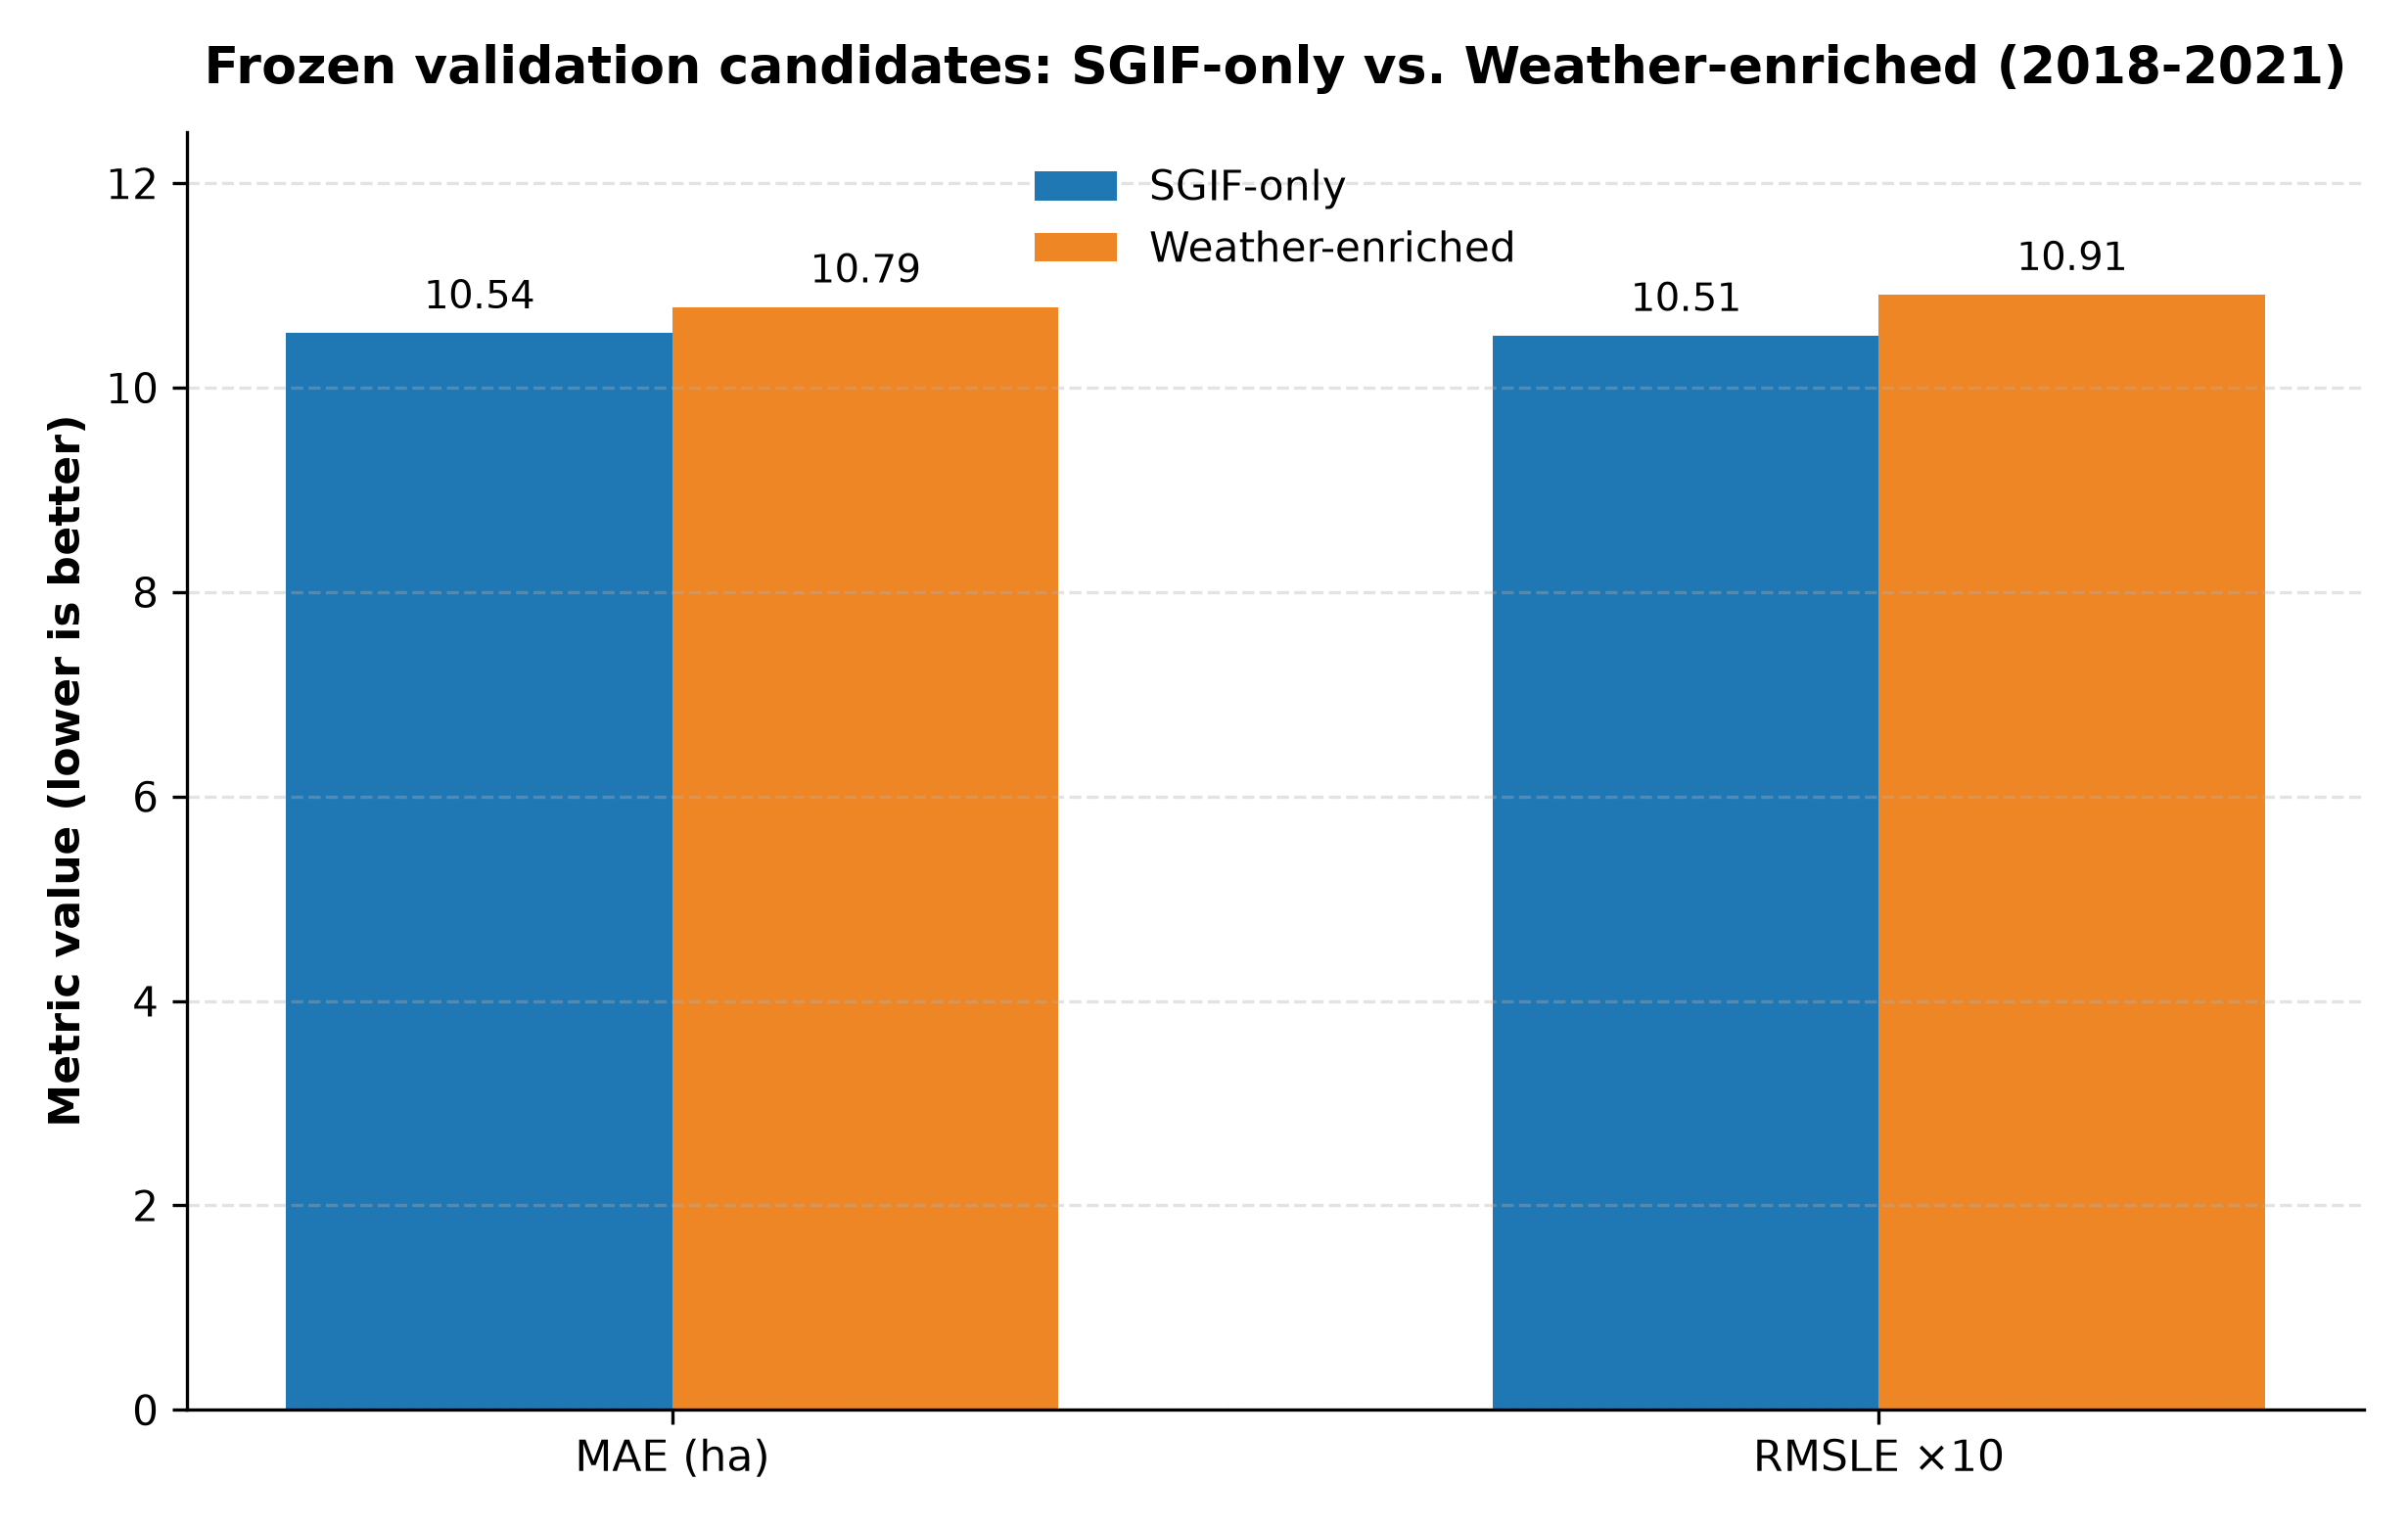 Frozen validation candidates: SGIF-only vs. Weather-enriched (2018-2021)
SGIF-only
Weather-enriched
Metric value (lower is better)
12
10
8
6
4
2
0
10.54
10.79
10.51
10.91
MAE (ha)
RMSLE ×10